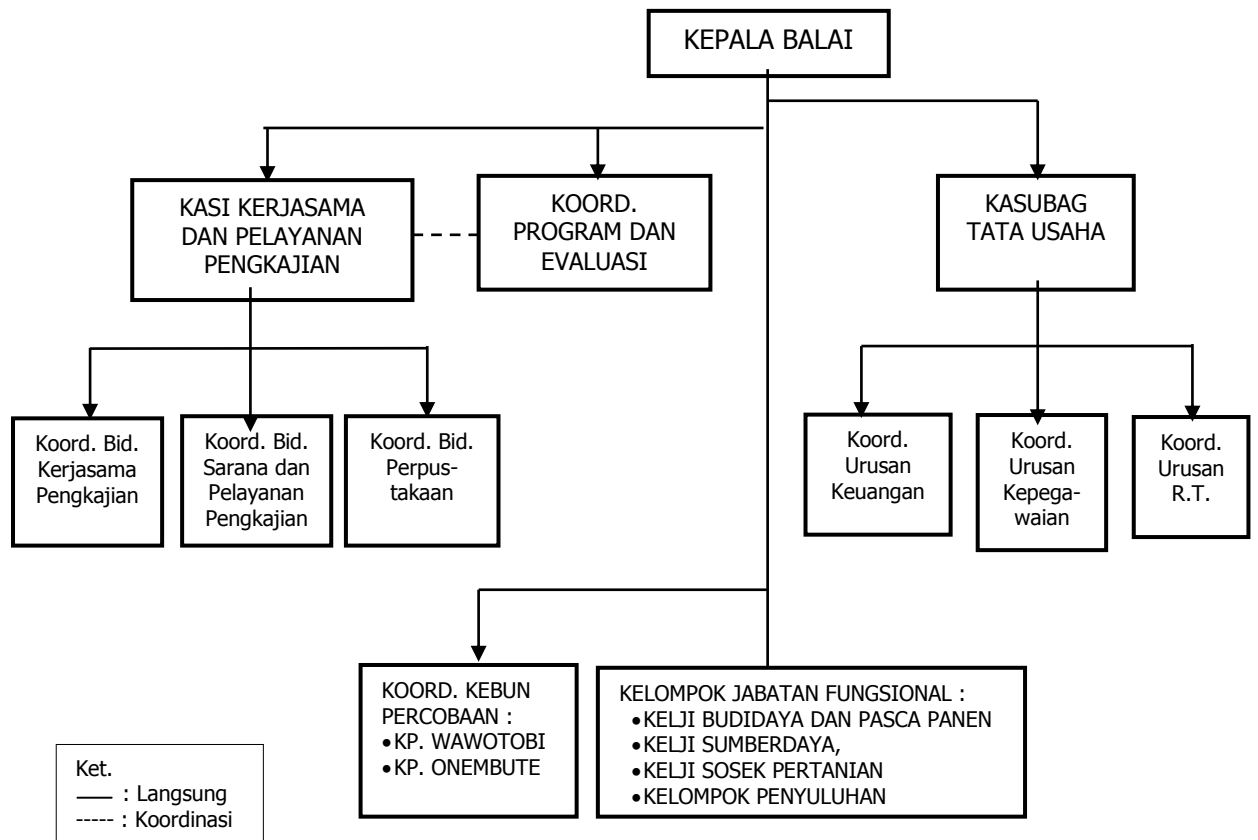 KEPALA BALAI
KASI KERJASAMA
DAN PELAYANAN
PENGKAJIAN
KOORD.
PROGRAM DAN
EVALUASI
KASUBAG
TATA USAHA
Koord. Bid.
Kerjasama
Pengkajian
Koord. Bid.
Sarana dan
Pelayanan
Pengkajian
Koord. Bid.
Perpus-
takaan
Koord.
Urusan
Keuangan
Koord.
Urusan
Kepega-
waian
Koord.
Urusan
R.T.
KOORD. KEBUN
PERCOBAAN :
•KP. WAWOTOBI
•KP. ONEMBUTE
KELOMPOK JABATAN FUNGSIONAL :
•KELJI BUDIDAYA DAN PASCA PANEN
•KELJI SUMBERDAYA,
•KELJI SOSEK PERTANIAN
•KELOMPOK PENYULUHAN
Ket.
—— : Langsung
----- : Koordinasi